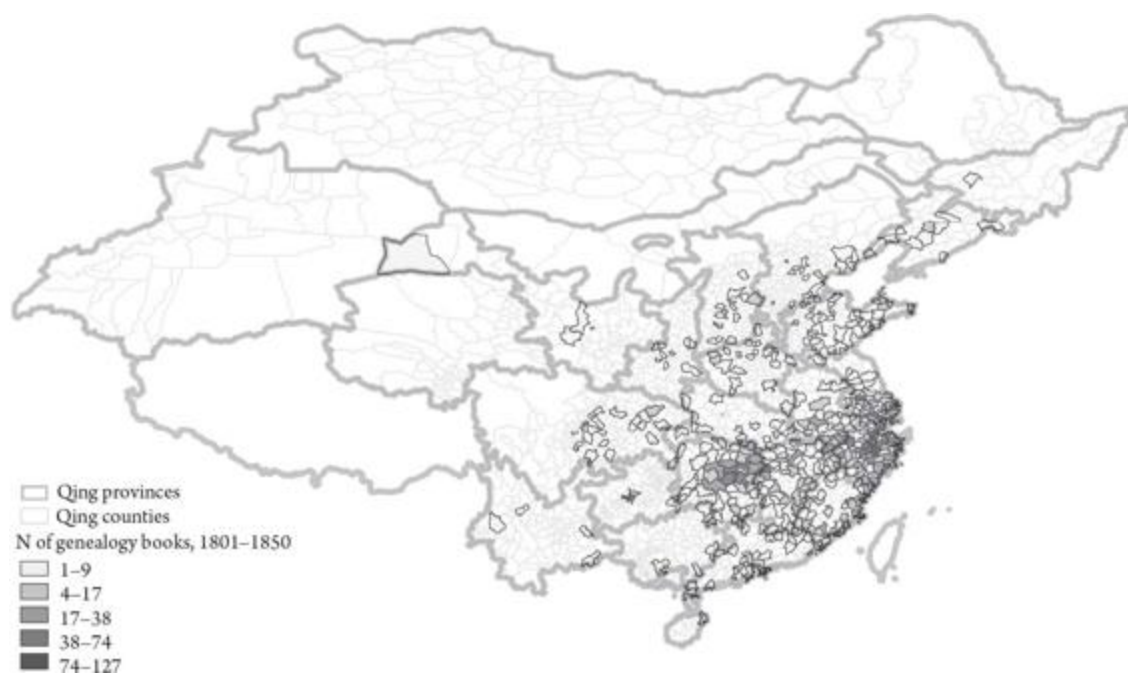 Qing provinces
Qing counties
N of genealogy books, 1801–1850
1–9
4–17
17–38
38–74
74–127